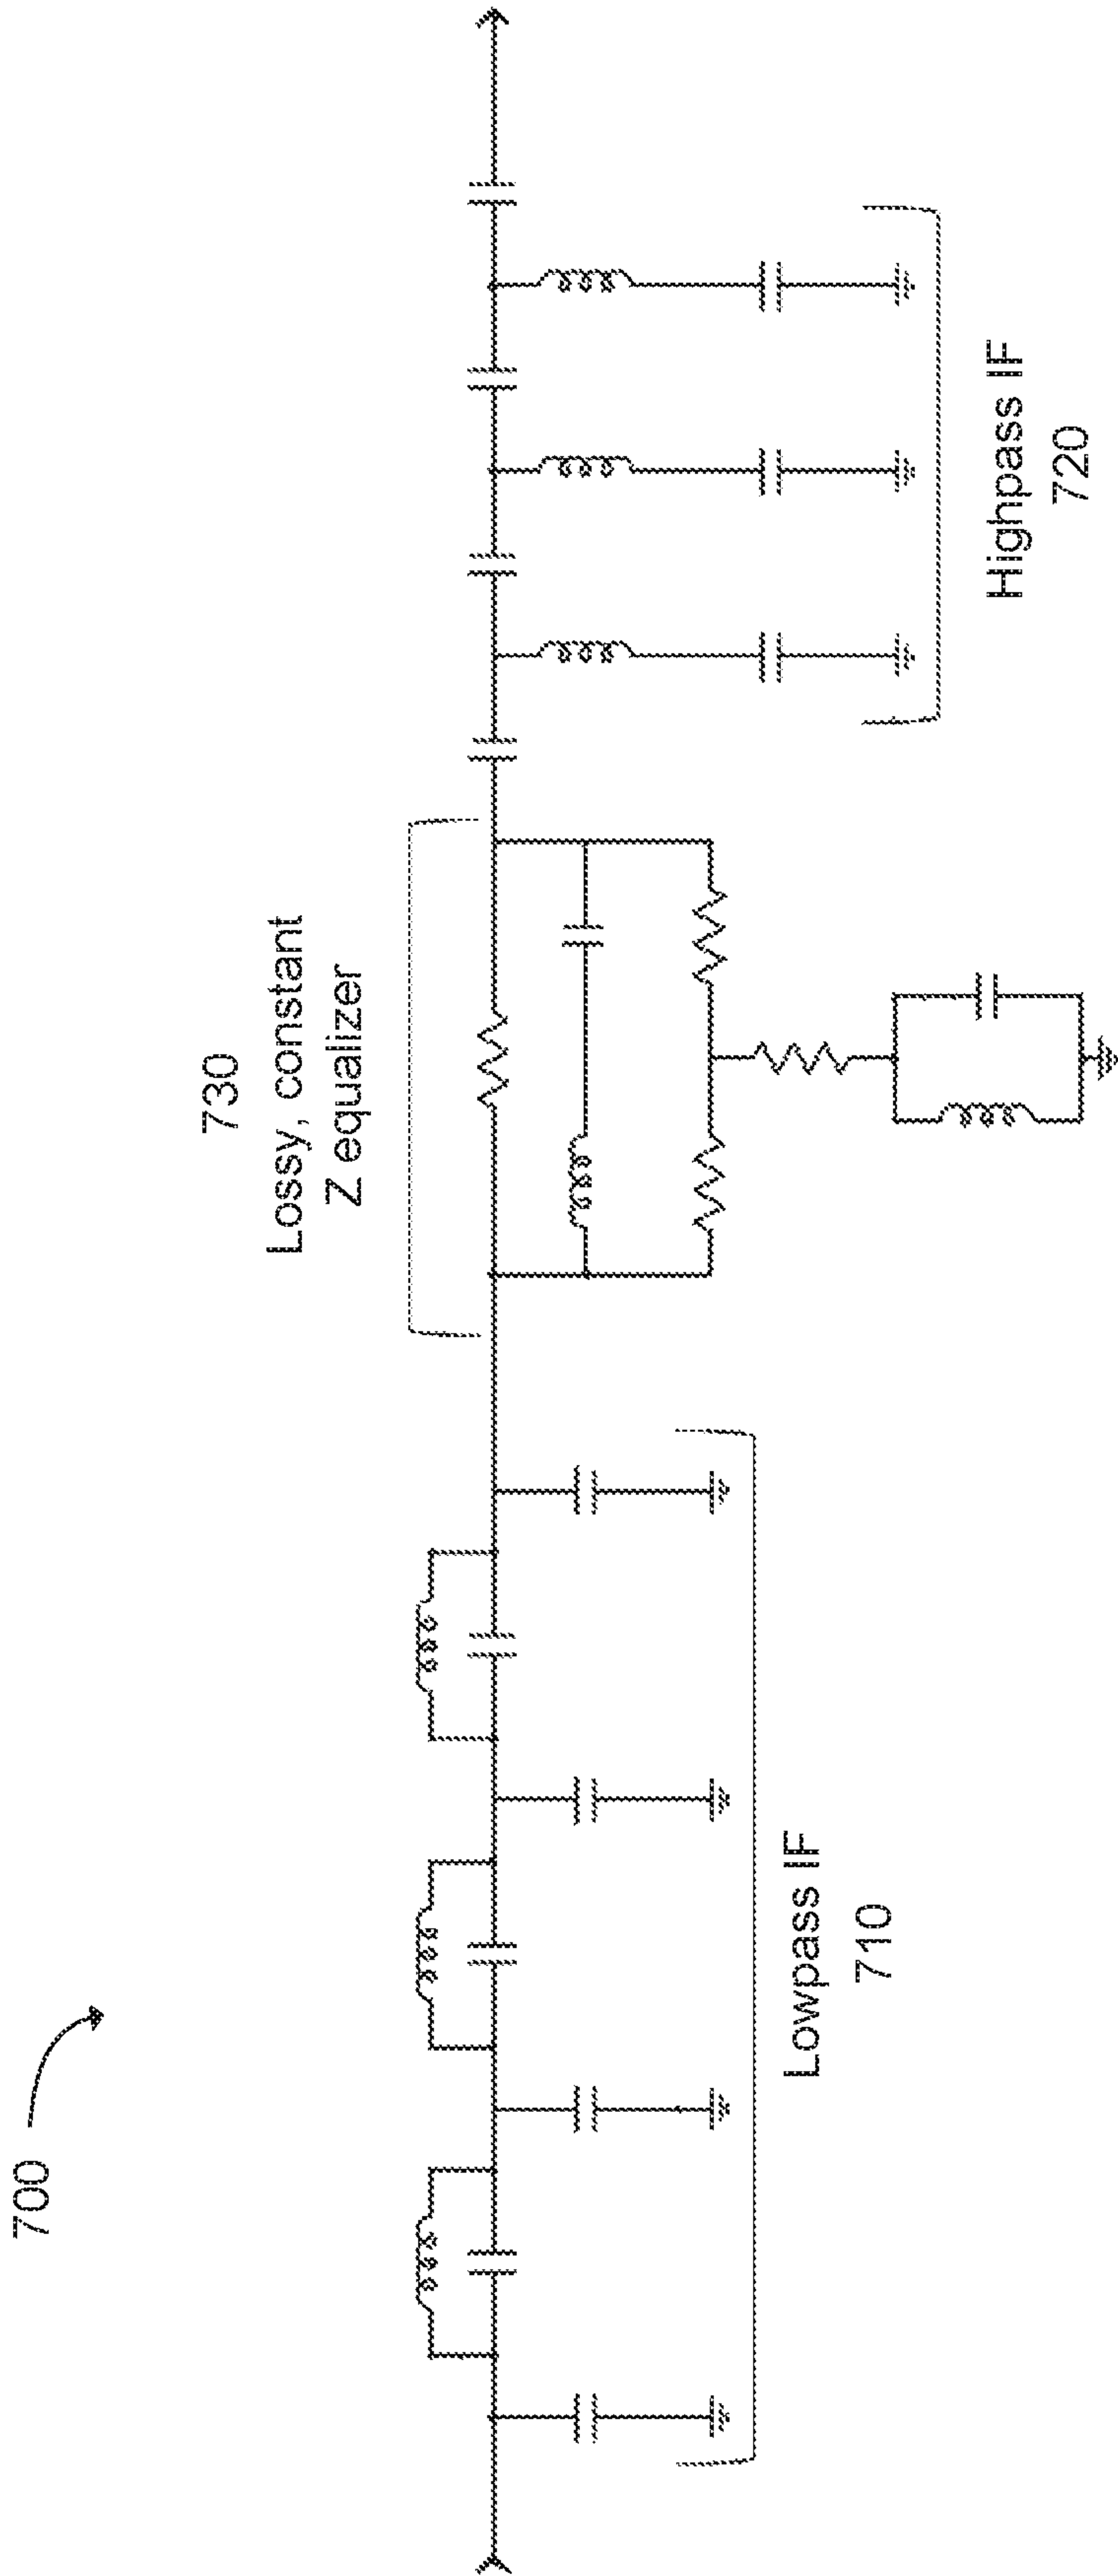 700
730
Lossy, constant
Z equalizer
Lowpass IF
710
Highpass IF
720